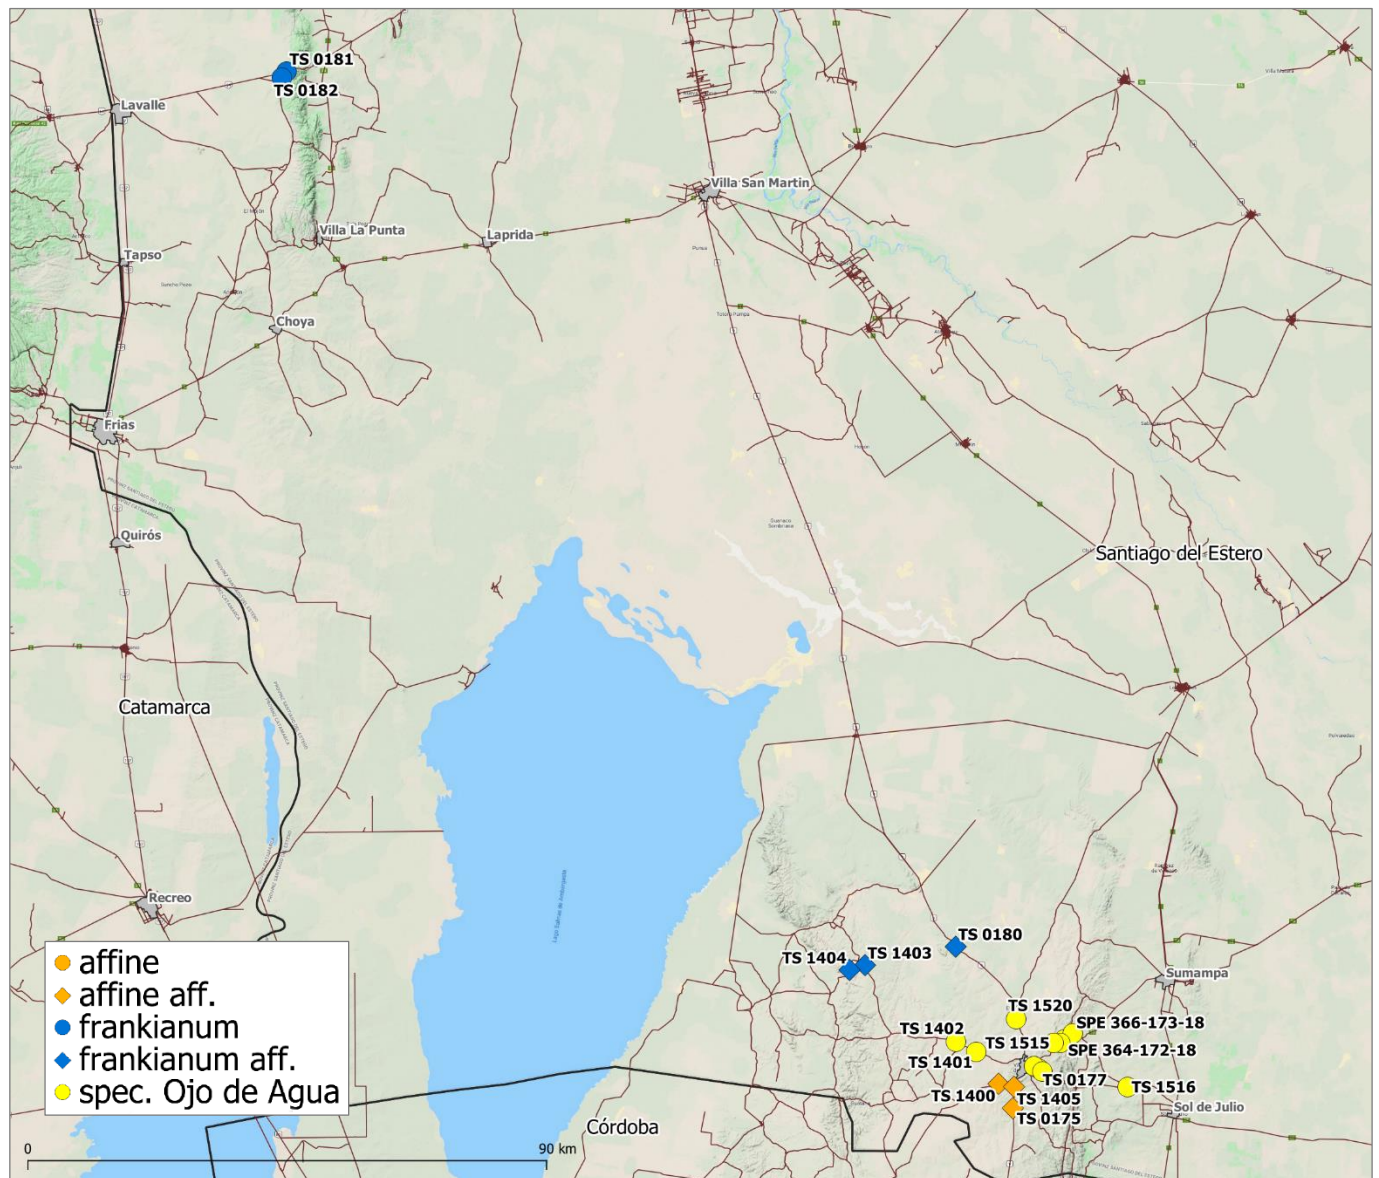 TS 0181
TS 0182
Lavalle
Villa San Martin
Villa La Punta
Laprida
Tapso
Choya
Frías
Quirós
Santiago del Estero
Catamarca
Recreo
TS 0180
TS 1403
TS 1404
Sumampa
TS 1520
SPE 366-173-18
TS 1402
TS 1515
SPE 364-172-18
TS 1401
TS 0177
TS 1516
TS 1400
TS 1405
Sol de Julio
TS 0175
Córdoba
affine
affine aff.
frankianum
frankianum aff.
spec. Ojo de Agua
0
90 km